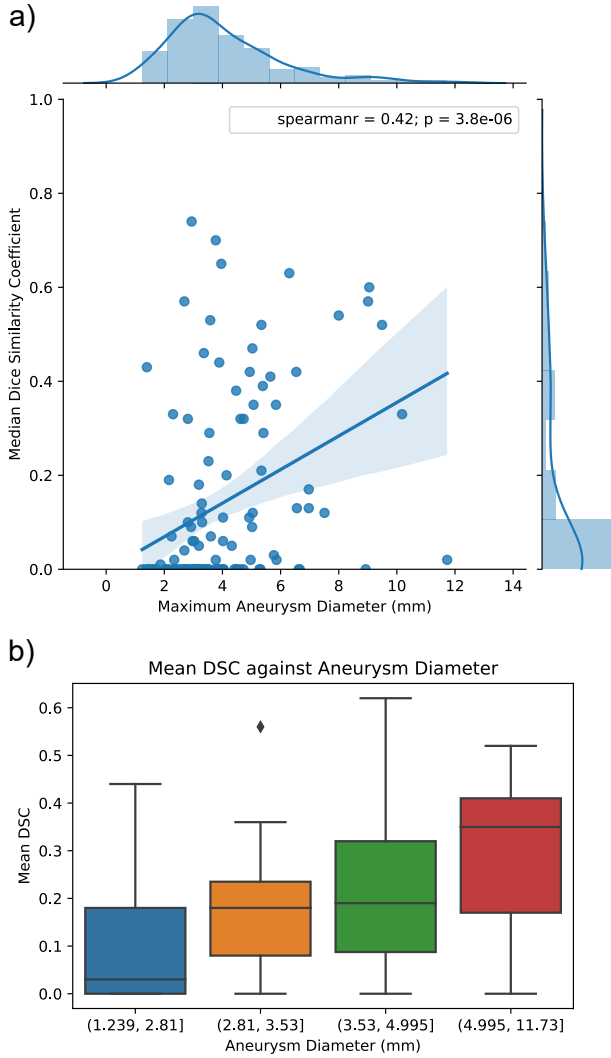 a)
1.0
spearmanr = 0.42; p = 3.8e-06
0.8
0.6
0.4
0.2
0.0
Median Dice Similarity Coefficient
0 2 4 6 8 10 12 14
Maximum Aneurysm Diameter (mm)
b)
Mean DSC against Aneurysm Diameter
0.6
0.5
0.4
0.3
0.2
0.1
0.0
Mean DSC
(1.239, 2.81] (2.81, 3.53] (3.53, 4.995] (4.995, 11.73]
Aneurysm Diameter (mm)